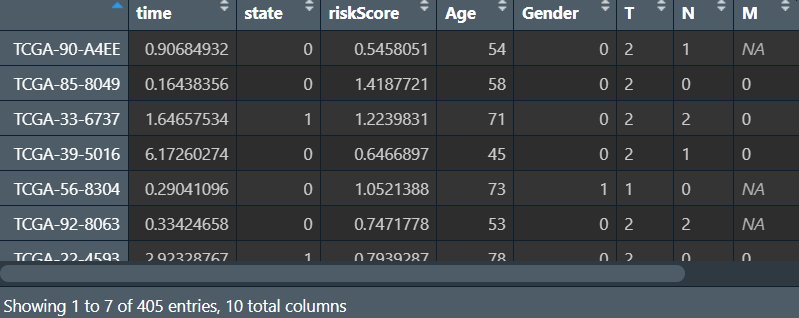 time state riskScore Age Gender T N M
TCGA-90-A4EE 0.90684932 0 0.5458051 54 0 2 1 NA
TCGA-85-8049 0.16438356 0 1.4187721 58 0 2 0 0
TCGA-33-6737 1.64657534 1 1.2239831 71 0 2 2 0
TCGA-39-5016 6.17260274 0 0.6466897 45 0 2 1 0
TCGA-56-8304 0.29041096 0 1.0521388 73 1 1 0 NA
TCGA-92-8063 0.33424658 0 0.7471778 53 0 2 2 NA
TCGA-22-4593 2.92328767 1 0.7939287 78 0 2 0 0
Showing 1 to 7 of 405 entries, 10 total columns